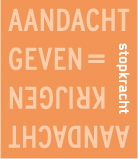 AANDACHT
GEVEN =
KRIJGEN
AANDACHT
stopkracht